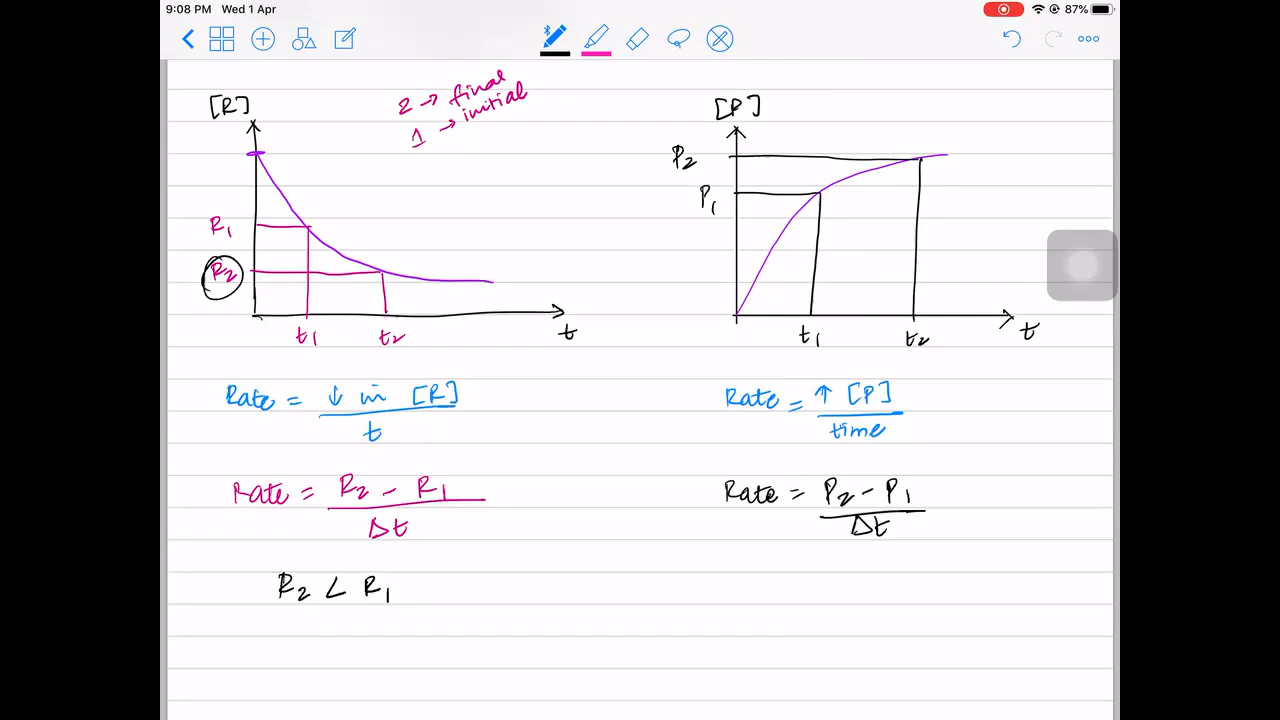 9:08 PM Wed 1 Apr
87%
2 → final
1 → initial
[R]
R1
R2
t1 t2
t
[P]
P2
P1
t1 t2
t
Rate = ↓ in [R]
t
Rate = ↑ [P]
time
Rate = R2 - R1
Δt
Rate = P2 - P1
Δt
R2 < R1